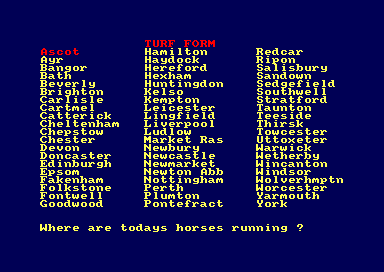 TURF FORM
Ascot Hamilton Redcar
Ayr Haydock Ripon
Bangor Hereford Salisbury
Bath Hexham Sandown
Beverly Huntingdon Sedgefield
Brighton Kelso Southwell
Carlisle Kempton Stratford
Cartmel Leicester Taunton
Catterick Lingfield Teeside
Cheltenham Liverpool Thirsk
Chepstow Ludlow Towcester
Chester Market Ras Uttoxeter
Devon Newbury Warwick
Doncaster Newcastle Wetherby
Edinburgh Newmarket Wincanton
Epsom Newton Abb Windsor
Fakenham Nottingham Wolverhmptn
Folkstone Perth Worcester
Fontwell Plumton Yarmouth
Goodwood Pontefract York
Where are todays horses running ?